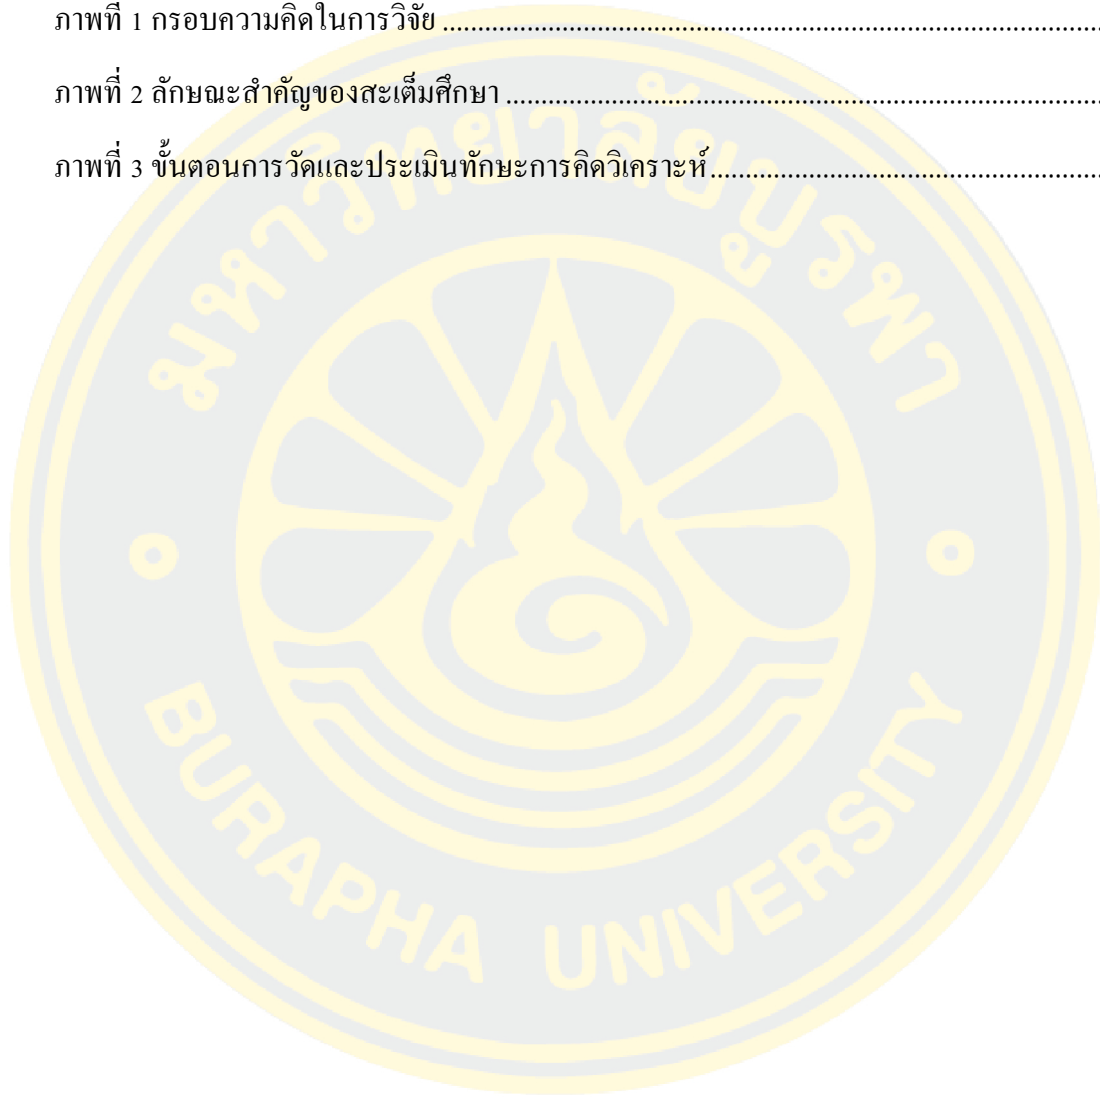 ภาพที่ 1 กรอบความคิดในการวิจัย ................................................................................
ภาพที่ 2 ลักษณะสำคัญของสะเต็มศึกษา ................................................................................
ภาพที่ 3 ขั้นตอนการวัดและประเมินทักษะการคิดวิเคราะห์ ................................................................................
มหาวิทยาลัยบูรพา
BURAPHA UNIVERSITY